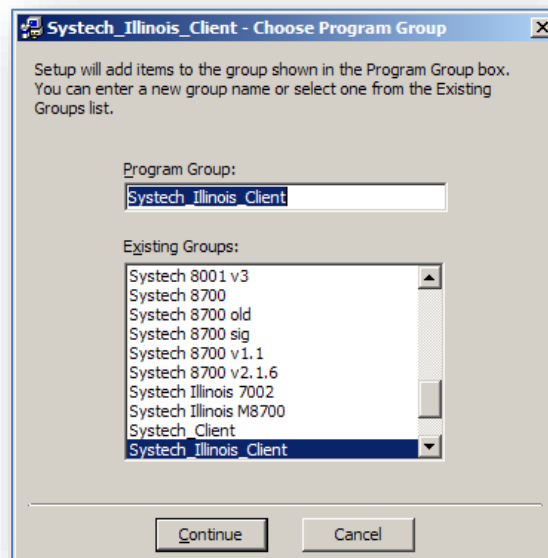 Systech_Illinois_Client - Choose Program Group
Setup will add items to the group shown in the Program Group box.
You can enter a new group name or select one from the Existing
Groups list.
Program Group:
Systech_Illinois_Client
Existing Groups:
Systech 8001 v3
Systech 8700
Systech 8700 old
Systech 8700 sig
Systech 8700 v1.1
Systech 8700 v2.1.6
Systech Illinois 7002
Systech Illinois M8700
Systech_Client
Systech_Illinois_Client
Continue
Cancel